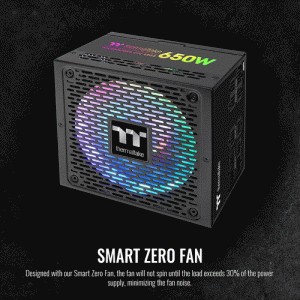 thermaltake
650W
thermaltake
SMART ZERO FAN
Designed with our Smart Zero Fan, the fan will not spin until the load exceeds 30% of the power
supply, minimizing the fan noise.